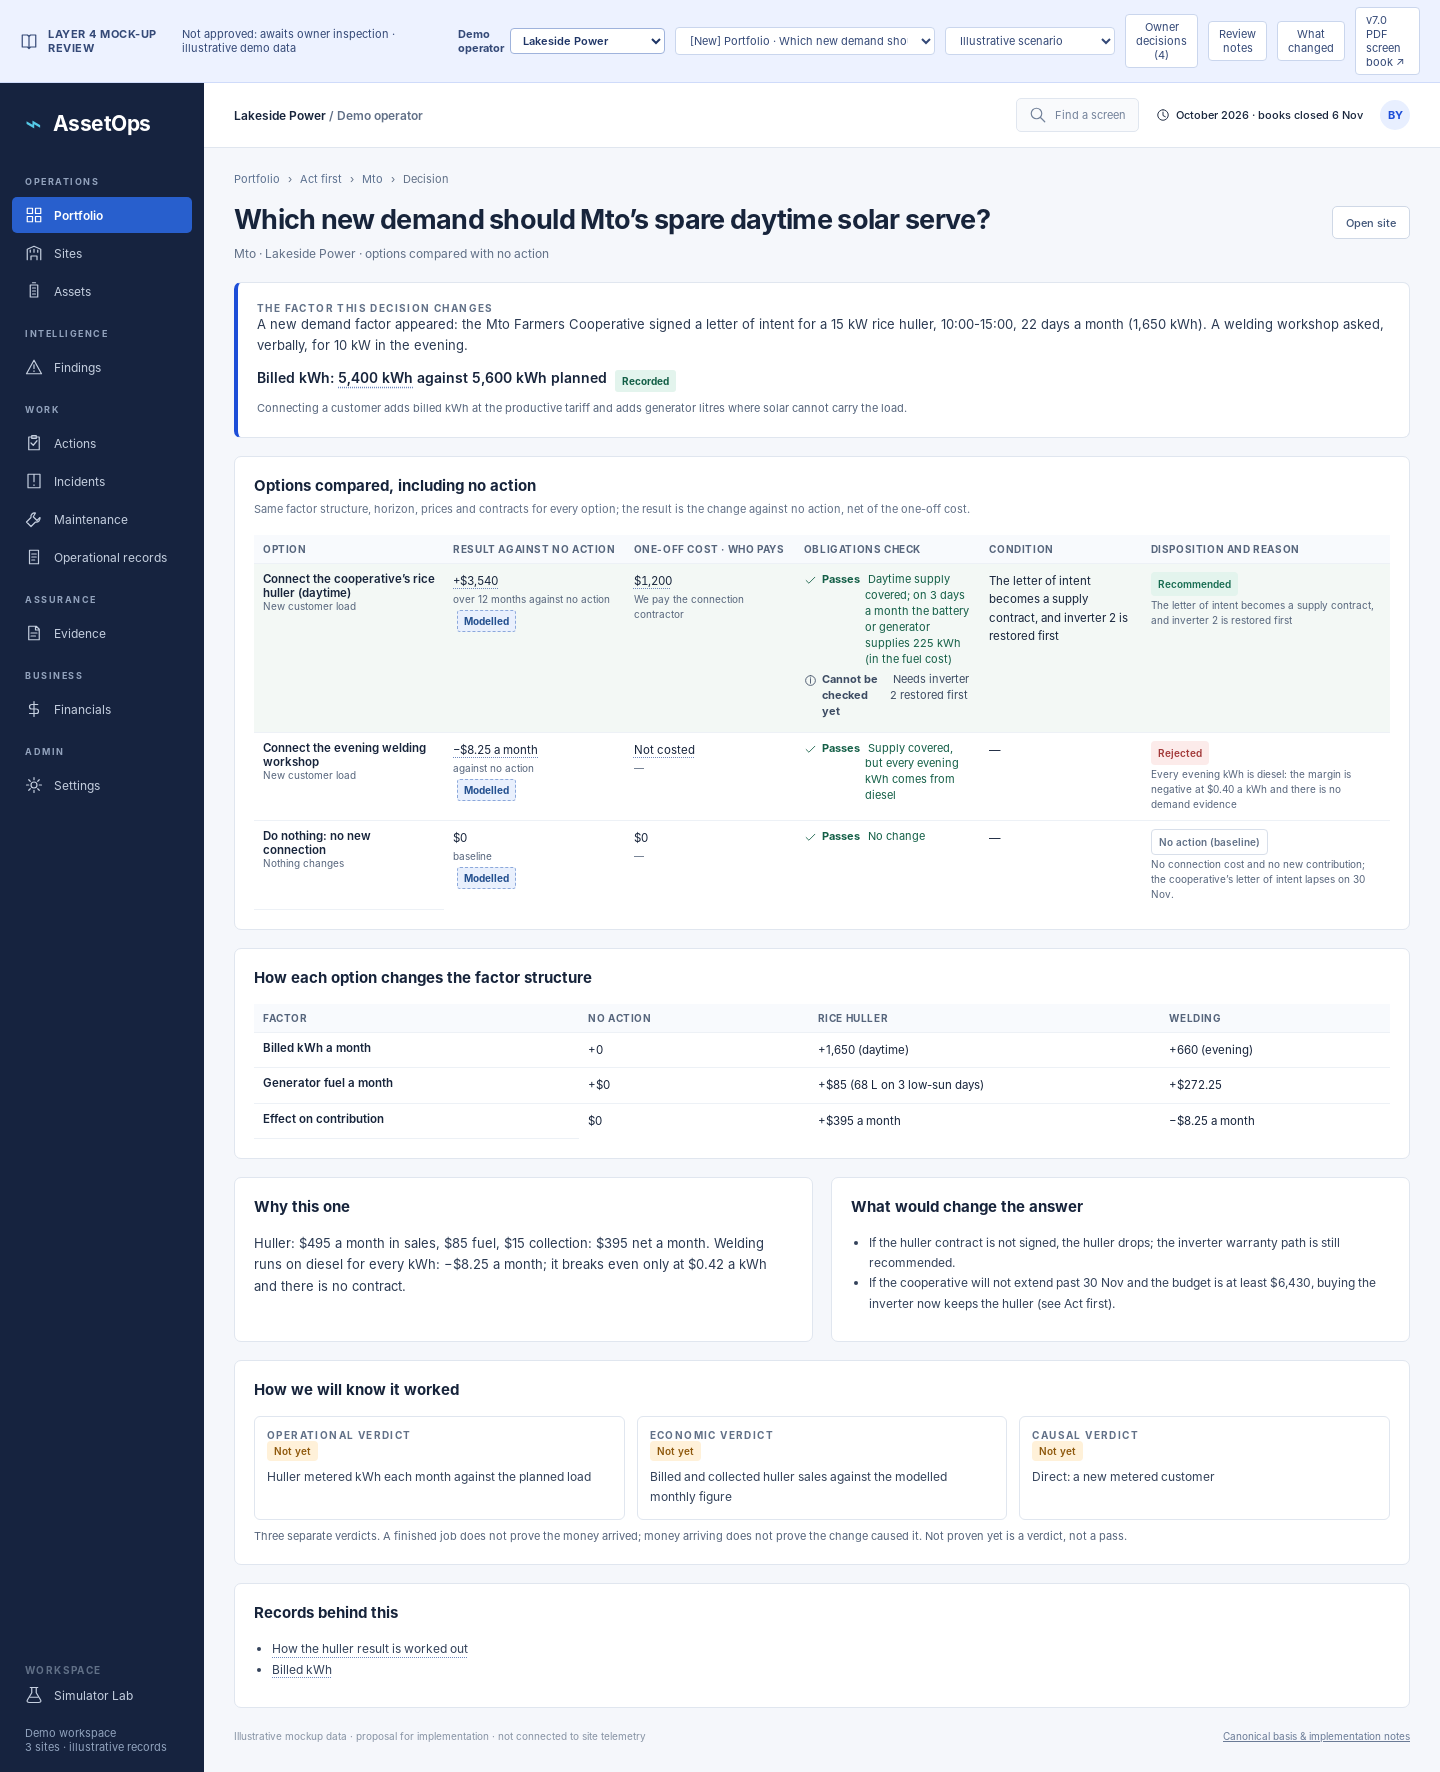 LAYER 4 MOCK-UP
REVIEW
Not approved: awaits owner inspection ·
illustrative demo data
Demo
operator
Lakeside Power
[New] Portfolio · Which new demand sho
Illustrative scenario
Owner
decisions
(4)
Review
notes
What
changed
v7.0
PDF
screen
book ↗
AssetOps
OPERATIONS
Portfolio
Sites
Assets
INTELLIGENCE
Findings
WORK
Actions
Incidents
Maintenance
Operational records
ASSURANCE
Evidence
BUSINESS
Financials
ADMIN
Settings
WORKSPACE
Simulator Lab
Demo workspace
3 sites · illustrative records
Lakeside Power / Demo operator
Find a screen
October 2026 · books closed 6 Nov
BY
Portfolio › Act first › Mto › Decision
Which new demand should Mto’s spare daytime solar serve?
Open site
Mto · Lakeside Power · options compared with no action
THE FACTOR THIS DECISION CHANGES
A new demand factor appeared: the Mto Farmers Cooperative signed a letter of intent for a 15 kW rice huller, 10:00-15:00, 22 days a month (1,650 kWh). A welding workshop asked,
verbally, for 10 kW in the evening.
Billed kWh: 5,400 kWh against 5,600 kWh planned Recorded
Connecting a customer adds billed kWh at the productive tariff and adds generator litres where solar cannot carry the load.
Options compared, including no action
Same factor structure, horizon, prices and contracts for every option; the result is the change against no action, net of the one-off cost.
OPTION RESULT AGAINST NO ACTION ONE-OFF COST · WHO PAYS OBLIGATIONS CHECK CONDITION DISPOSITION AND REASON
Connect the cooperative’s rice
huller (daytime)
New customer load
+$3,540
over 12 months against no action
Modelled
$1,200
We pay the connection
contractor
Passes Daytime supply
covered; on 3 days
a month the battery
or generator
supplies 225 kWh
(in the fuel cost)
Cannot be
checked
yet
Needs inverter
2 restored first
The letter of intent
becomes a supply
contract, and inverter 2 is
restored first
Recommended
The letter of intent becomes a supply contract,
and inverter 2 is restored first
Connect the evening welding
workshop
New customer load
−$8.25 a month
against no action
Modelled
Not costed
—
Passes Supply covered,
but every evening
kWh comes from
diesel
—
Rejected
Every evening kWh is diesel: the margin is
negative at $0.40 a kWh and there is no
demand evidence
Do nothing: no new
connection
Nothing changes
$0
baseline
Modelled
$0
—
Passes No change
—
No action (baseline)
No connection cost and no new contribution;
the cooperative’s letter of intent lapses on 30
Nov.
How each option changes the factor structure
FACTOR NO ACTION RICE HULLER WELDING
Billed kWh a month +0 +1,650 (daytime) +660 (evening)
Generator fuel a month +$0 +$85 (68 L on 3 low-sun days) +$272.25
Effect on contribution $0 +$395 a month −$8.25 a month
Why this one
Huller: $495 a month in sales, $85 fuel, $15 collection: $395 net a month. Welding
runs on diesel for every kWh: −$8.25 a month; it breaks even only at $0.42 a kWh
and there is no contract.
What would change the answer
• If the huller contract is not signed, the huller drops; the inverter warranty path is still
recommended.
• If the cooperative will not extend past 30 Nov and the budget is at least $6,430, buying the
inverter now keeps the huller (see Act first).
How we will know it worked
OPERATIONAL VERDICT
Not yet
Huller metered kWh each month against the planned load
ECONOMIC VERDICT
Not yet
Billed and collected huller sales against the modelled
monthly figure
CAUSAL VERDICT
Not yet
Direct: a new metered customer
Three separate verdicts. A finished job does not prove the money arrived; money arriving does not prove the change caused it. Not proven yet is a verdict, not a pass.
Records behind this
• How the huller result is worked out
• Billed kWh
Illustrative mockup data · proposal for implementation · not connected to site telemetry
Canonical basis & implementation notes